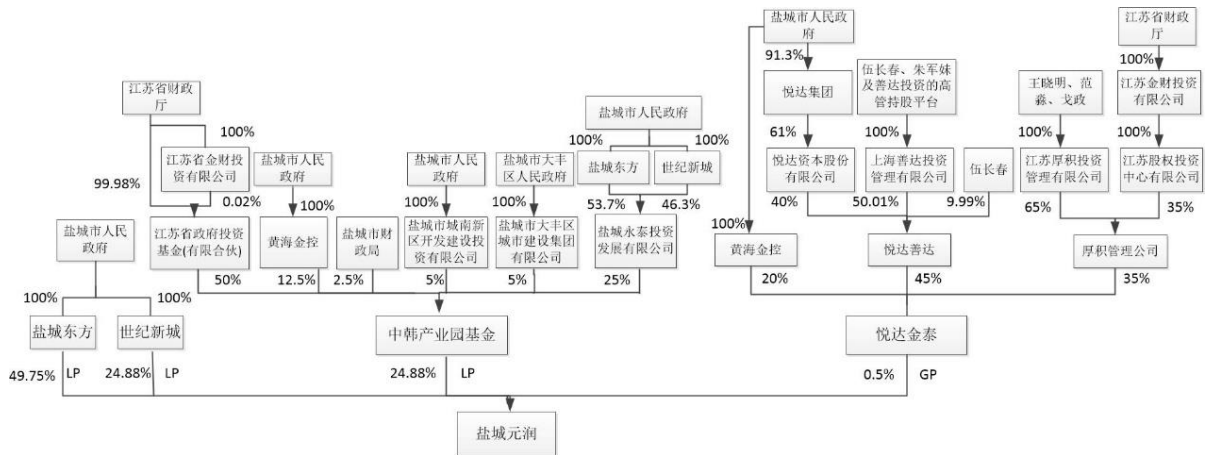 盐城市人民政
府
江苏省财政
厅
91.3%
100%
江苏省财政
厅
悦达集团
伍长春、朱军妹
及善达投资的高
管持股平台
王晓明、范
淼、戈政
江苏金财投资
有限公司
盐城市人民政府
100%
61%
100%
100%
100%
100%
100%
江苏省金财投
资有限公司
盐城市人民
政府
盐城市人民
政府
盐城市大丰
区人民政府
盐城东方
世纪新城
悦达资本股份
有限公司
上海善达投资
管理有限公司
伍长春
江苏厚积投资
管理有限公司
江苏股权投资
中心有限公司
99.98%
0.02%
100%
100%
100%
53.7%
46.3%
40%
50.01%
9.99%
65%
35%
盐城市人民
政府
江苏省政府投资
基金(有限合伙)
黄海金控
盐城市财
政局
盐城市城南新
区开发建设投
资有限公司
盐城市大丰区
城市建设集团
有限公司
盐城永泰投资
发展有限公司
100%
黄海金控
悦达善达
厚积管理公司
50%
12.5%
2.5%
5%
5%
25%
20%
45%
35%
100%
100%
盐城东方
世纪新城
中韩产业园基金
悦达金泰
49.75%
LP
24.88%
LP
24.88%
LP
0.5%
GP
盐城元润